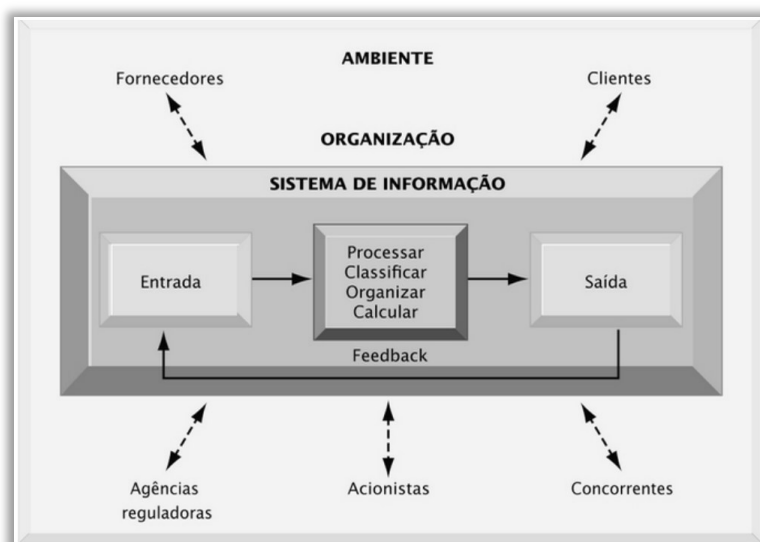 AMBIENTE
Fornecedores
Clientes
ORGANIZAÇÃO
SISTEMA DE INFORMAÇÃO
Entrada
Processar
Classificar
Organizar
Calcular
Saída
Feedback
Agências
reguladoras
Acionistas
Concorrentes